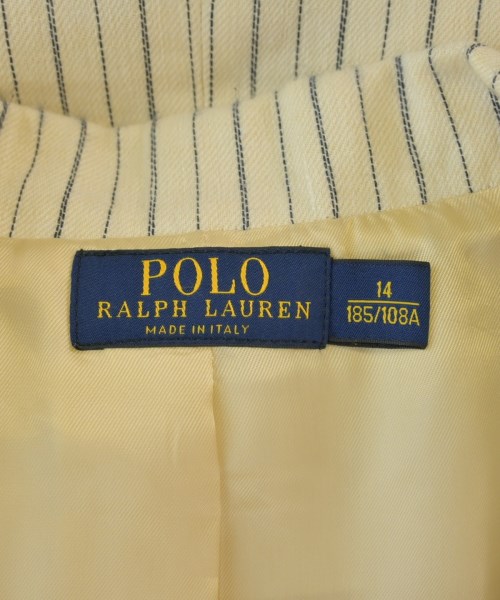 POLO
RALPH LAUREN
MADE IN ITALY
14
185/108A